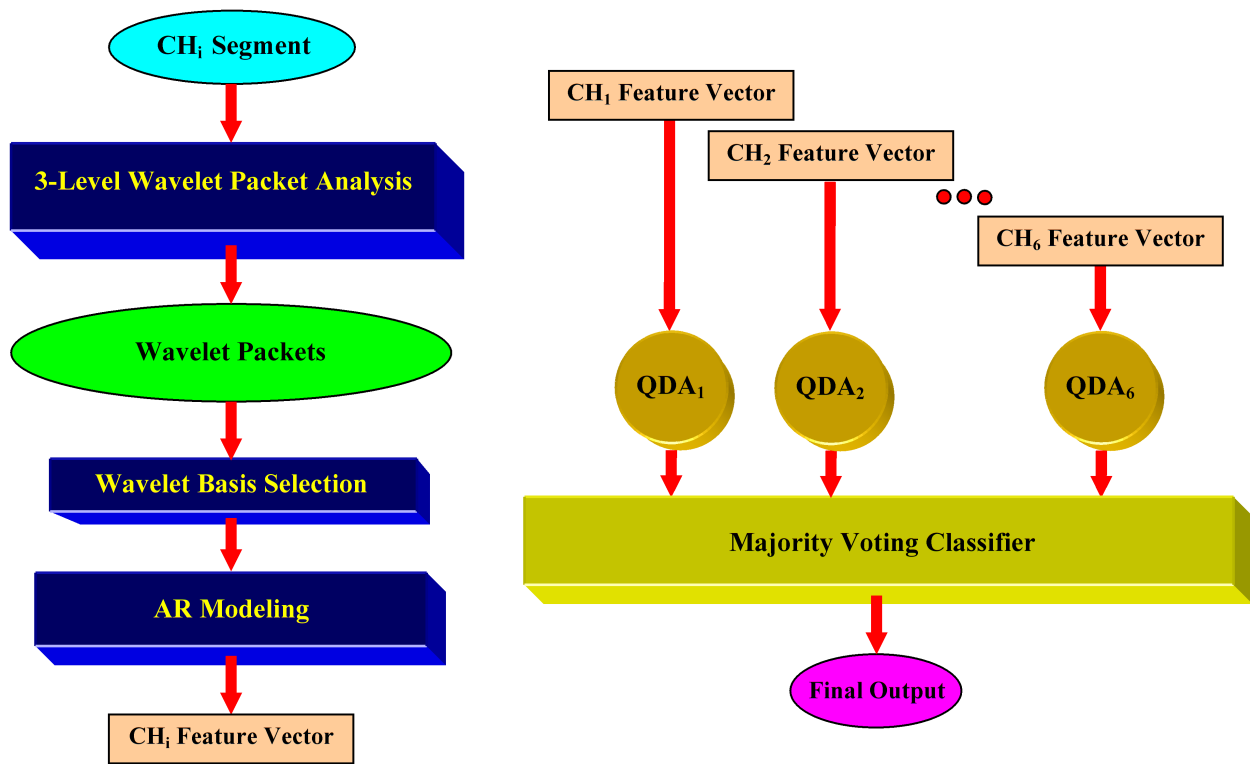 CHᵢ Segment
3-Level Wavelet Packet Analysis
Wavelet Packets
Wavelet Basis Selection
AR Modeling
CHᵢ Feature Vector
CH₁ Feature Vector
CH₂ Feature Vector
CH₆ Feature Vector
QDA₁
QDA₂
QDA₆
Majority Voting Classifier
Final Output